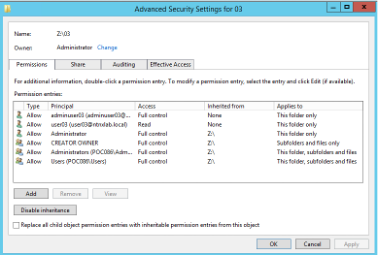 Advanced Security Settings for 03
Name: Z:\03
Owner: Administrator Change
Permissions Share Auditing Effective Access
For additional information, double-click a permission entry. To modify a permission entry, select the entry and click Edit (if available).
Permission entries:
Type Principal Access Inherited from Applies to
Allow adminuser03 (adminuser03@... Full control None This folder only
Allow user03 (user03@ntnxlab.local) Read None This folder only
Allow Administrator Full control Z:\ This folder only
Allow CREATOR OWNER Full control Z:\ Subfolders and files only
Allow Administrators (POC086\Adm... Full control Z:\ This folder, subfolders and files
Allow Users (POC086\Users) Full control Z:\ This folder, subfolders and files
Add Remove View
Disable inheritance
Replace all child object permission entries with inheritable permission entries from this object
OK Cancel Apply